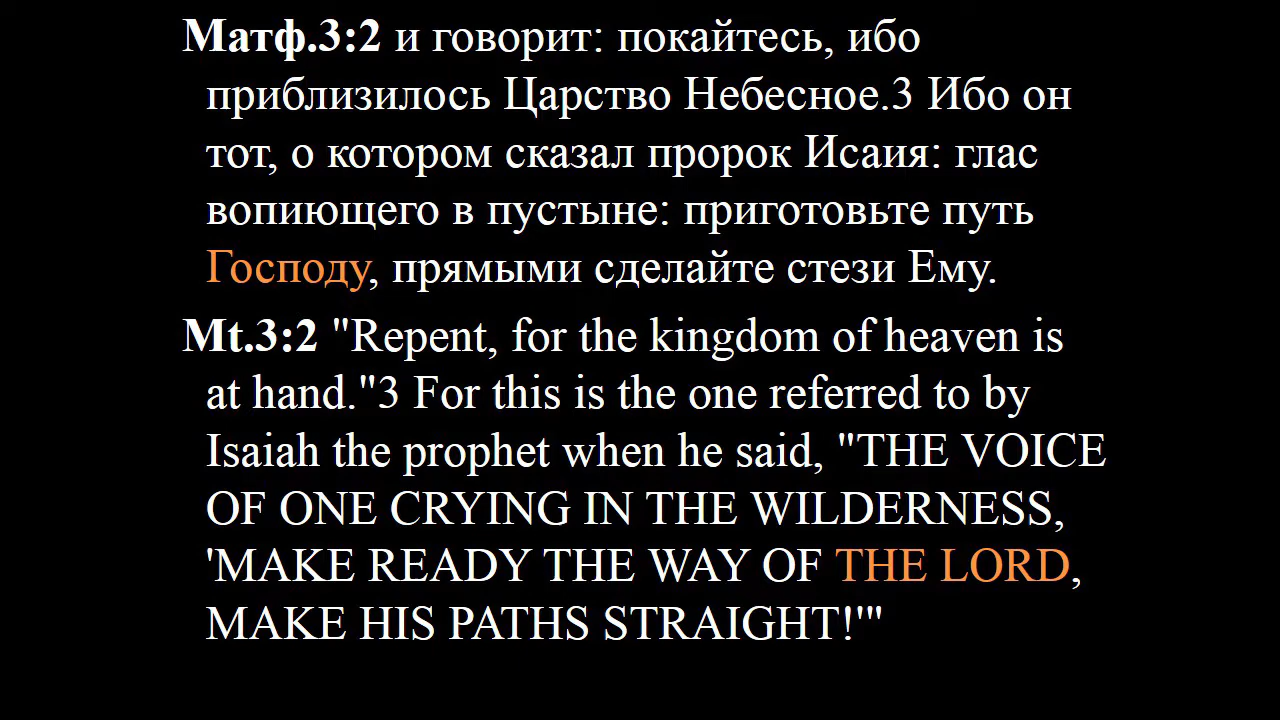 Матф.3:2 и говорит: покайтесь, ибо
приблизилось Царство Небесное.3 Ибо он
тот, о котором сказал пророк Исаия: глас
вопиющего в пустыне: приготовьте путь
Господу, прямыми сделайте стези Ему.
Mt.3:2 "Repent, for the kingdom of heaven is
at hand."3 For this is the one referred to by
Isaiah the prophet when he said, "THE VOICE
OF ONE CRYING IN THE WILDERNESS,
'MAKE READY THE WAY OF THE LORD,
MAKE HIS PATHS STRAIGHT!'"